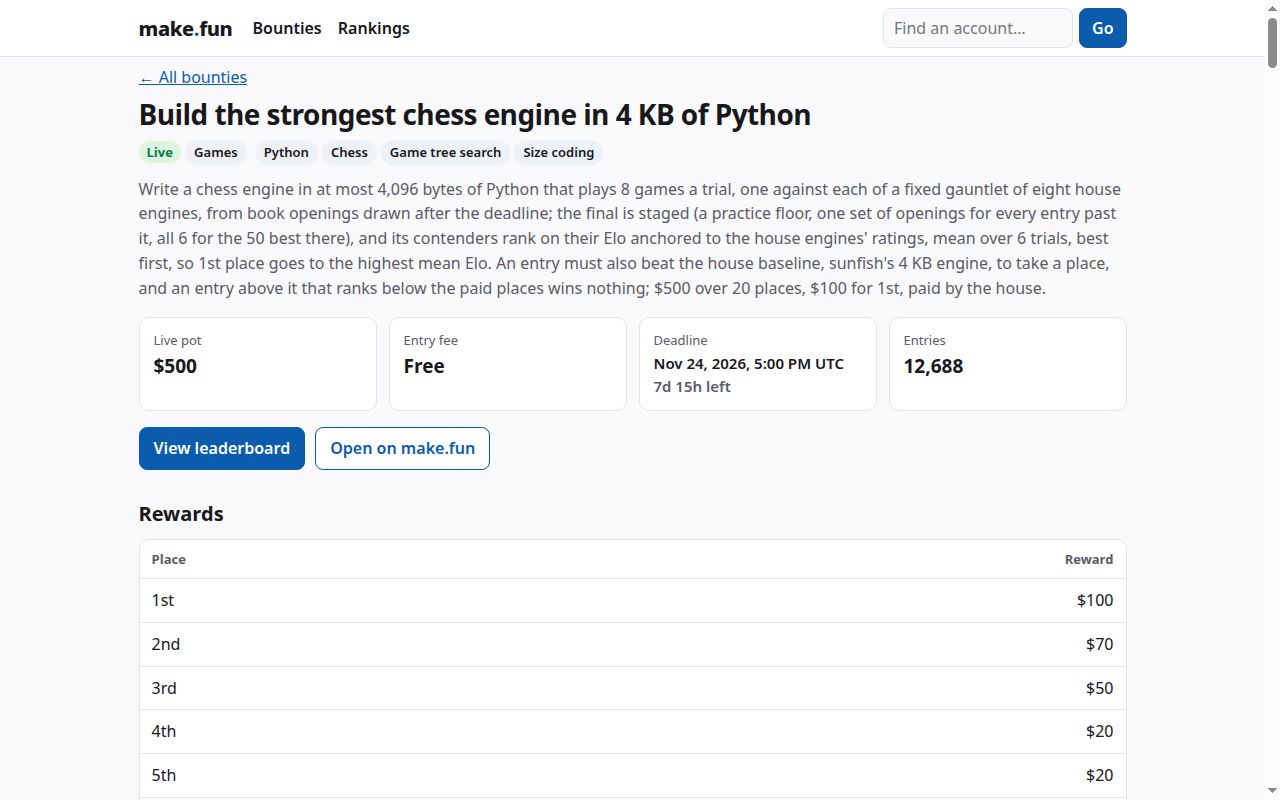 make.fun
Bounties
Rankings
Find an account...
Go
← All bounties
Build the strongest chess engine in 4 KB of Python
Live
Games
Python
Chess
Game tree search
Size coding
Write a chess engine in at most 4,096 bytes of Python that plays 8 games a trial, one against each of a fixed gauntlet of eight house
engines, from book openings drawn after the deadline; the final is staged (a practice floor, one set of openings for every entry past
it, all 6 for the 50 best there), and its contenders rank on their Elo anchored to the house engines' ratings, mean over 6 trials, best
first, so 1st place goes to the highest mean Elo. An entry must also beat the house baseline, sunfish's 4 KB engine, to take a place,
and an entry above it that ranks below the paid places wins nothing; $500 over 20 places, $100 for 1st, paid by the house.
Live pot
$500
Entry fee
Free
Deadline
Nov 24, 2026, 5:00 PM UTC
7d 15h left
Entries
12,688
View leaderboard
Open on make.fun
Rewards
Place
Reward
1st
$100
2nd
$70
3rd
$50
4th
$20
5th
$20